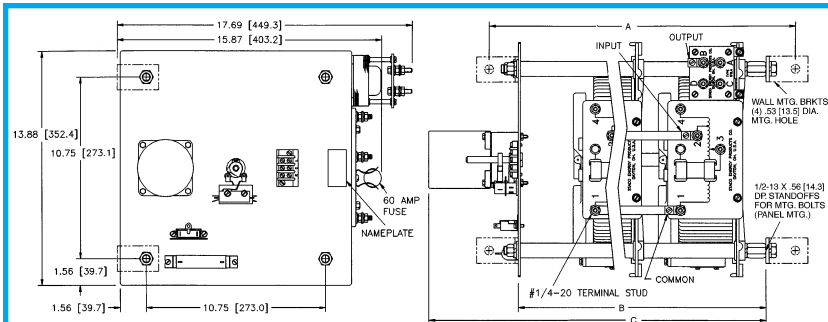 17.69 [449.3]
15.87 [403.2]
13.88 [352.4]
10.75 [273.1]
1.56 [39.7]
1.56 [39.7]
10.75 [273.0]
60 AMP
FUSE
NAMEPLATE
A
OUTPUT
INPUT
B
A
D
C
WALL MTG. BRKTS
(4) .53 [13.5] DIA.
MTG. HOLE
4
4
2
3
1
1
1/2-13 X .56 [14.3]
DP. STANDOFFS
FOR MTG. BOLTS
(PANEL MTG.)
COMMON
#1/4-20 TERMINAL STUD
B
C